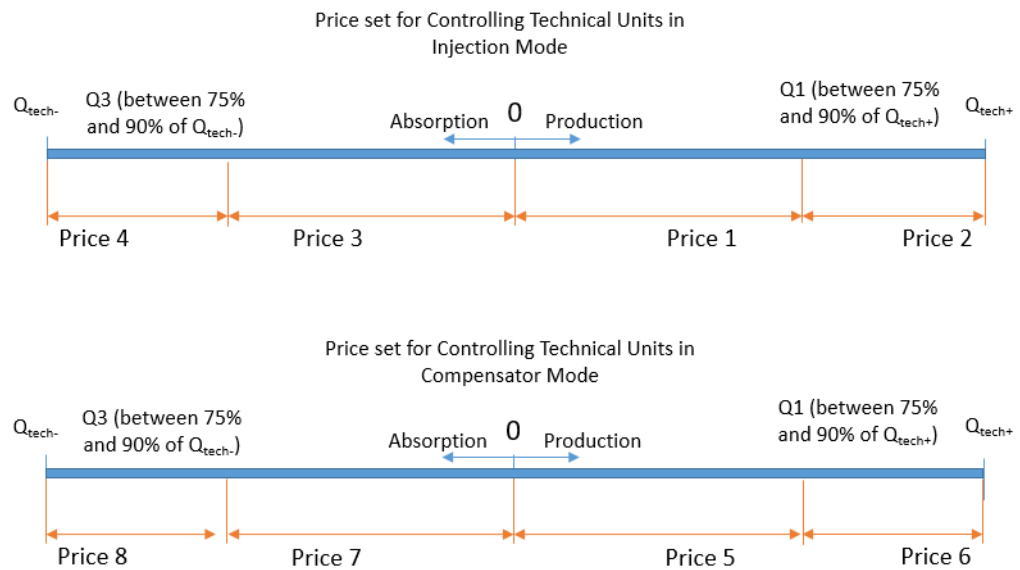 Price set for Controlling Technical Units in
Injection Mode
Qtech-
Q3 (between 75%
and 90% of Qtech-)
Absorption
0
Production
Q1 (between 75%
and 90% of Qtech+)
Qtech+
Price 4
Price 3
Price 1
Price 2
Price set for Controlling Technical Units in
Compensator Mode
Qtech-
Q3 (between 75%
and 90% of Qtech-)
Absorption
0
Production
Q1 (between 75%
and 90% of Qtech+)
Qtech+
Price 8
Price 7
Price 5
Price 6